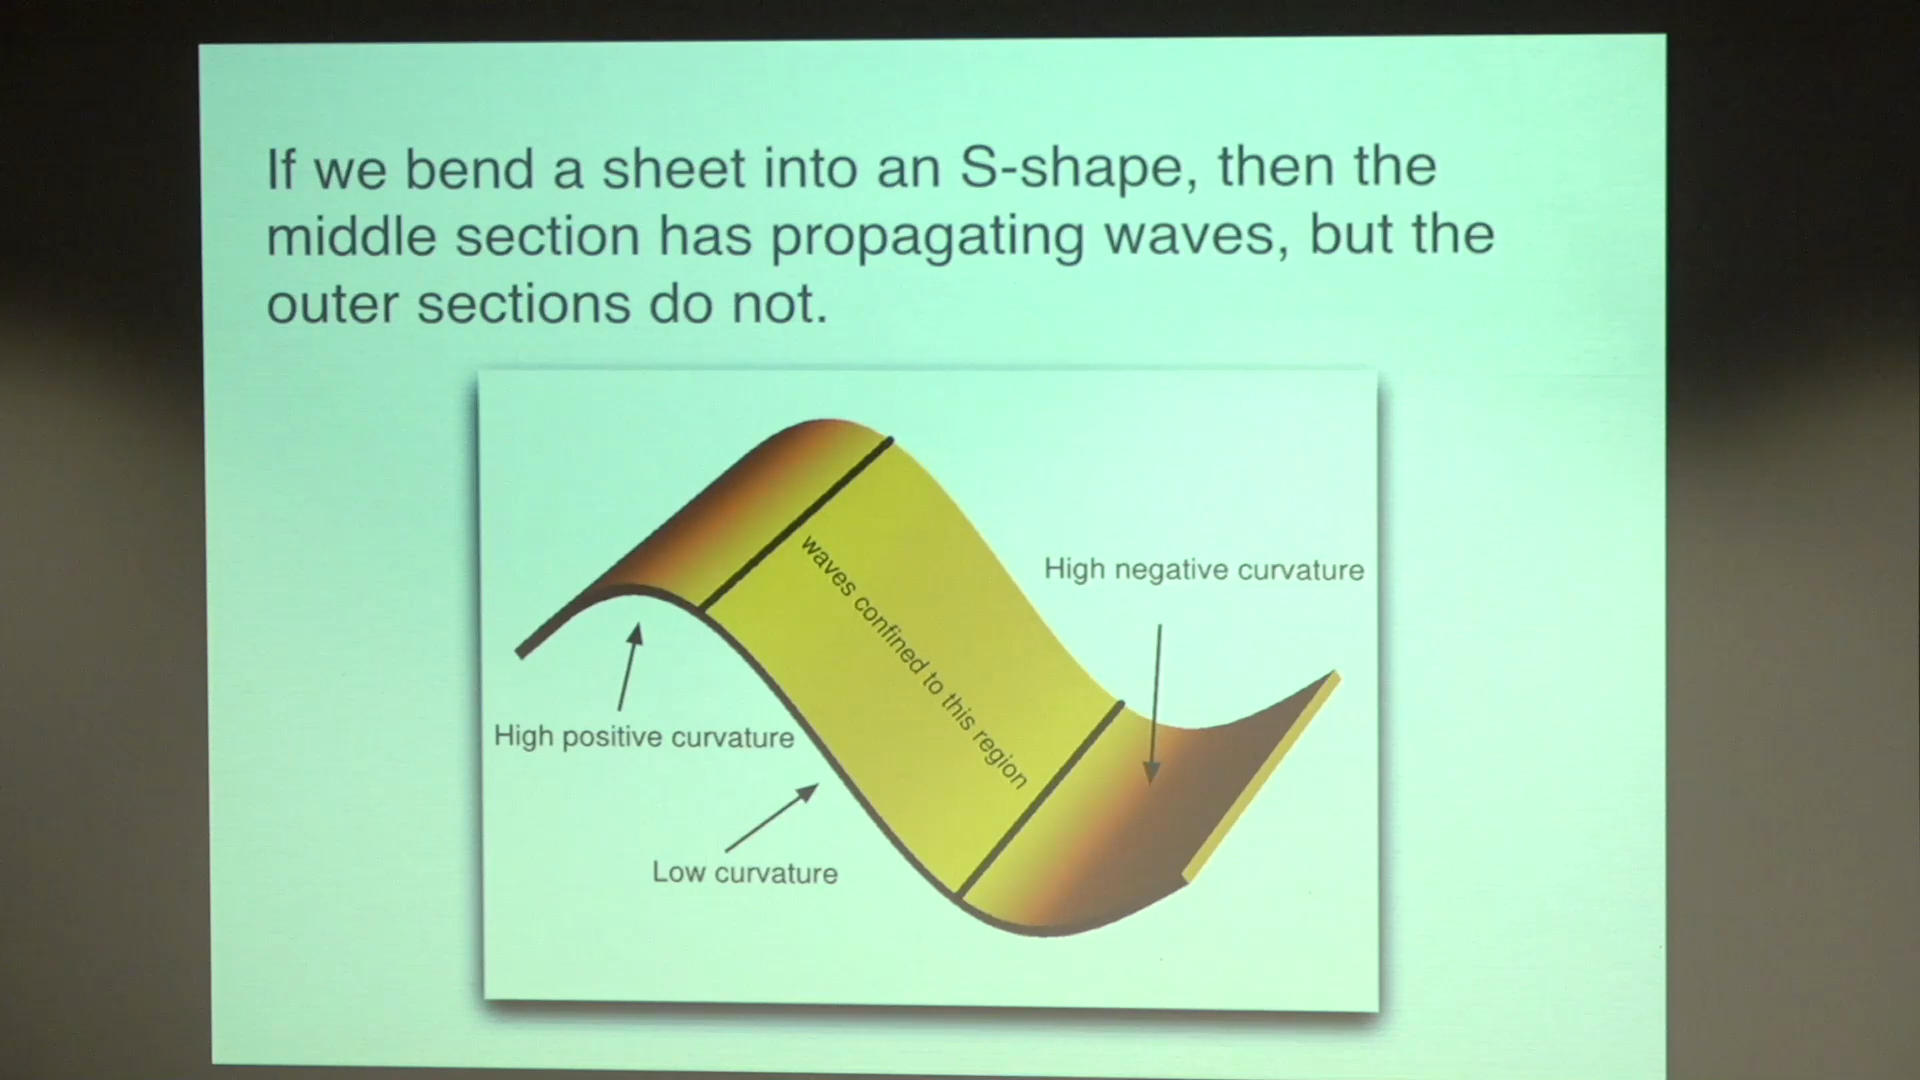 If we bend a sheet into an S-shape, then the
middle section has propagating waves, but the
outer sections do not.
waves confined to this region
High negative curvature
High positive curvature
Low curvature